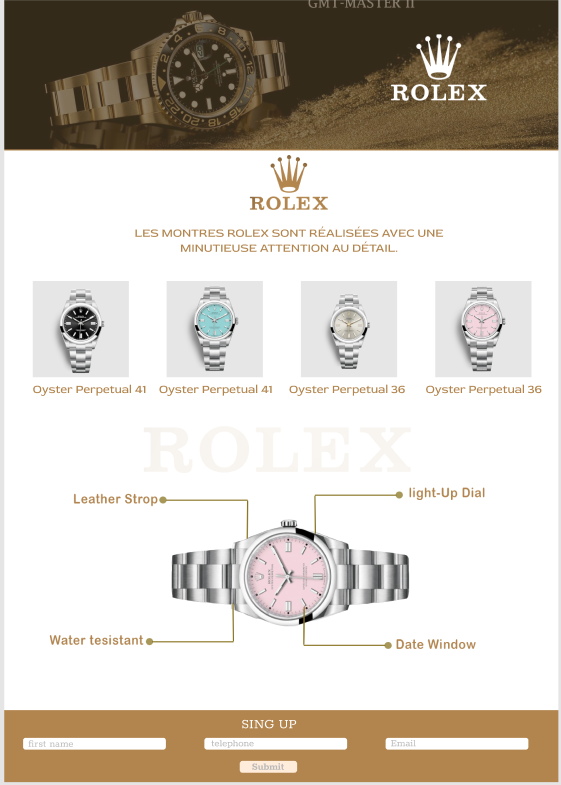 GMT-MASTER II
ROLEX
ROLEX
LES MONTRES ROLEX SONT RÉALISÉES AVEC UNE
MINUTIEUSE ATTENTION AU DÉTAIL.
Oyster Perpetual 41 Oyster Perpetual 41 Oyster Perpetual 36 Oyster Perpetual 36
ROLEX
Leather Strop light-Up Dial
Water tesistant Date Window
SING UP
first name telephone Email
Submit